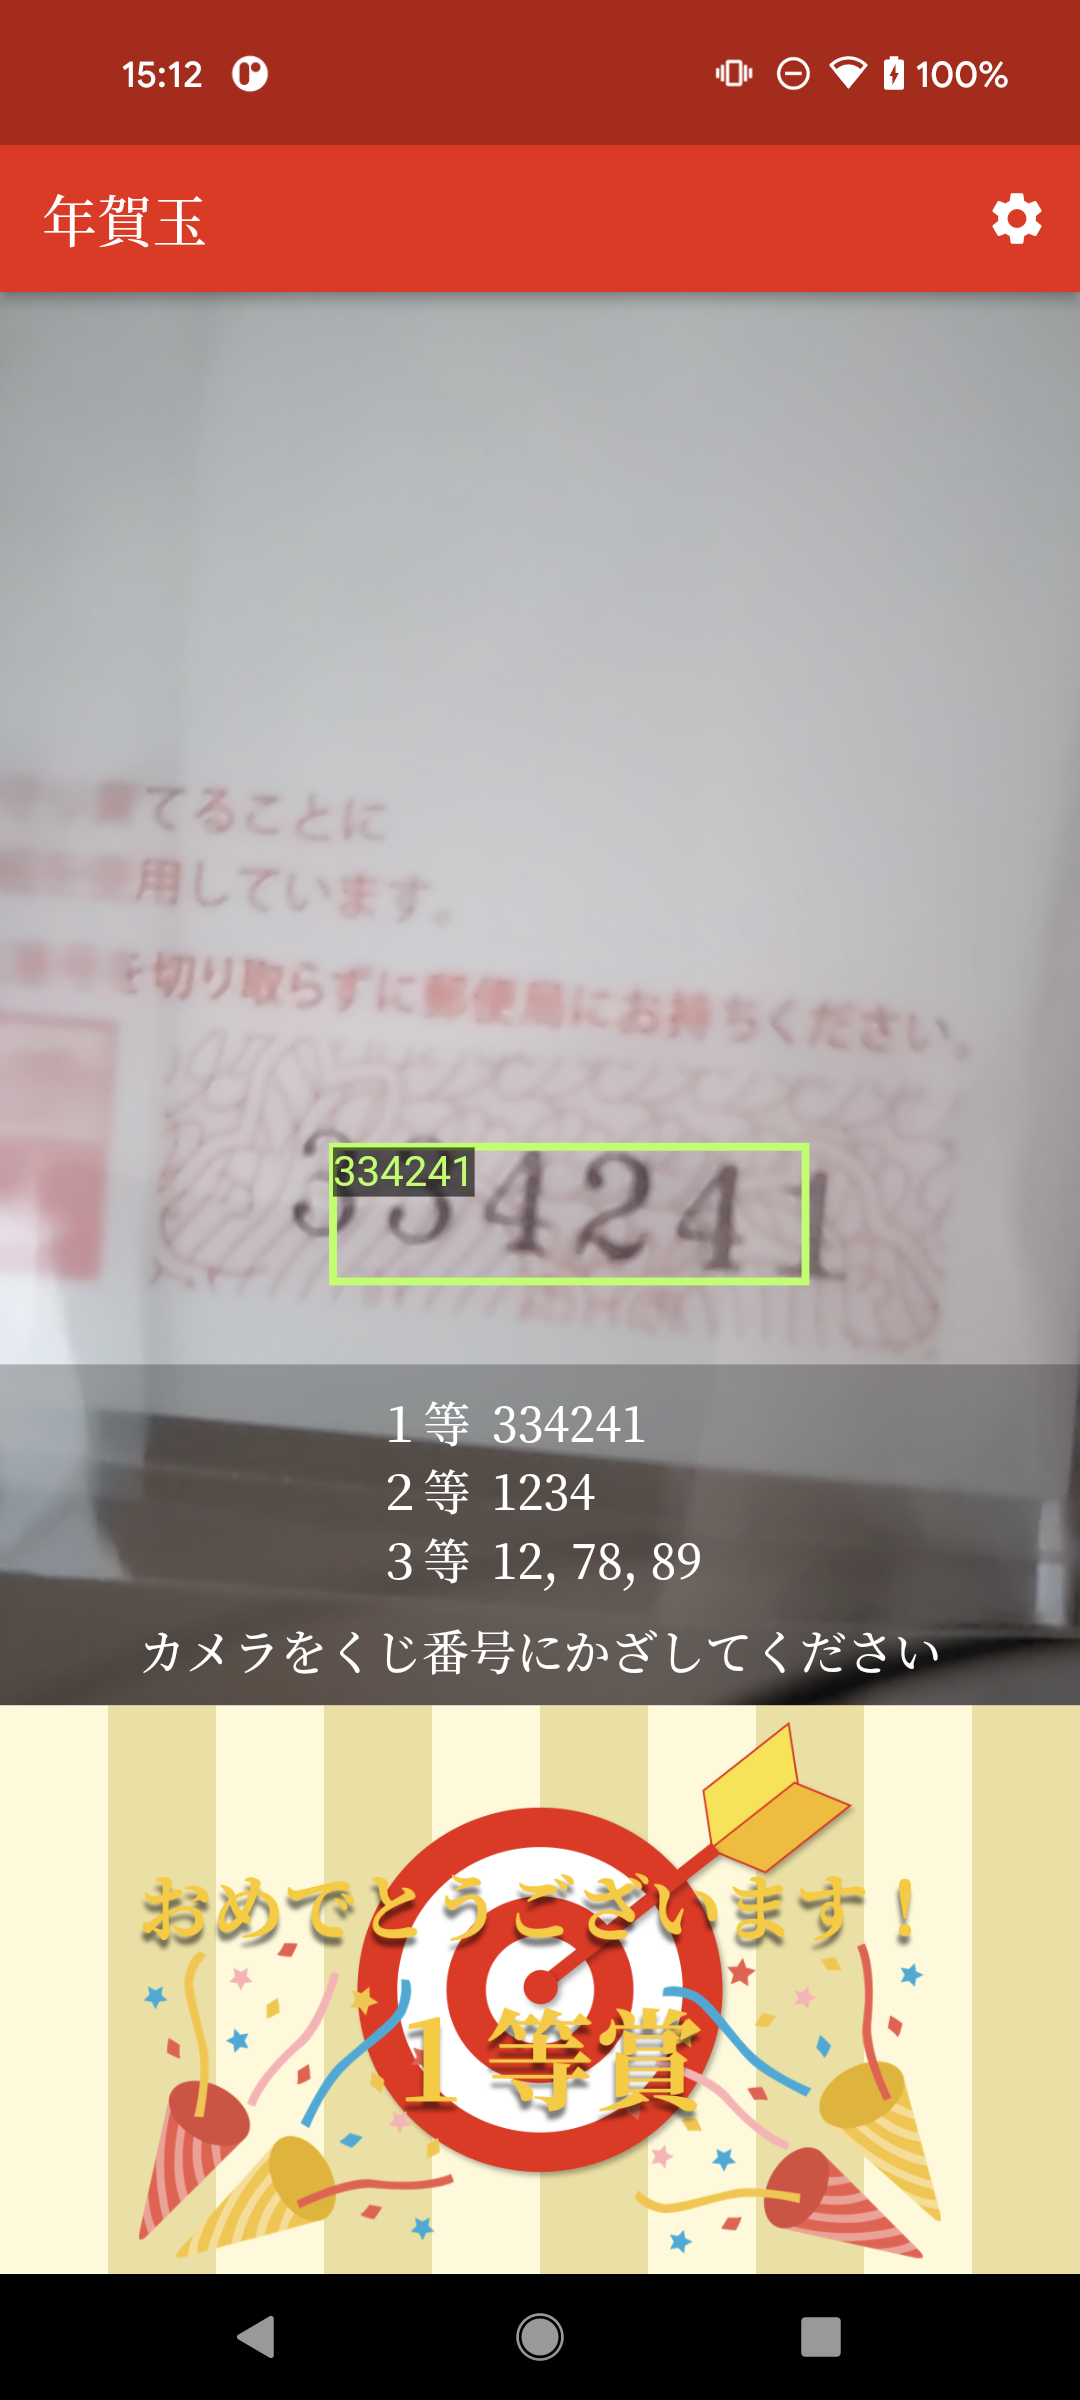 15:12
100%
年賀玉
てることに
用しています。
を切り取らずに郵便局にお持ちください。
334241
334241
1等 334241
2等 1234
3等 12, 78, 89
カメラをくじ番号にかざしてください
おめでとうございます！
1等賞